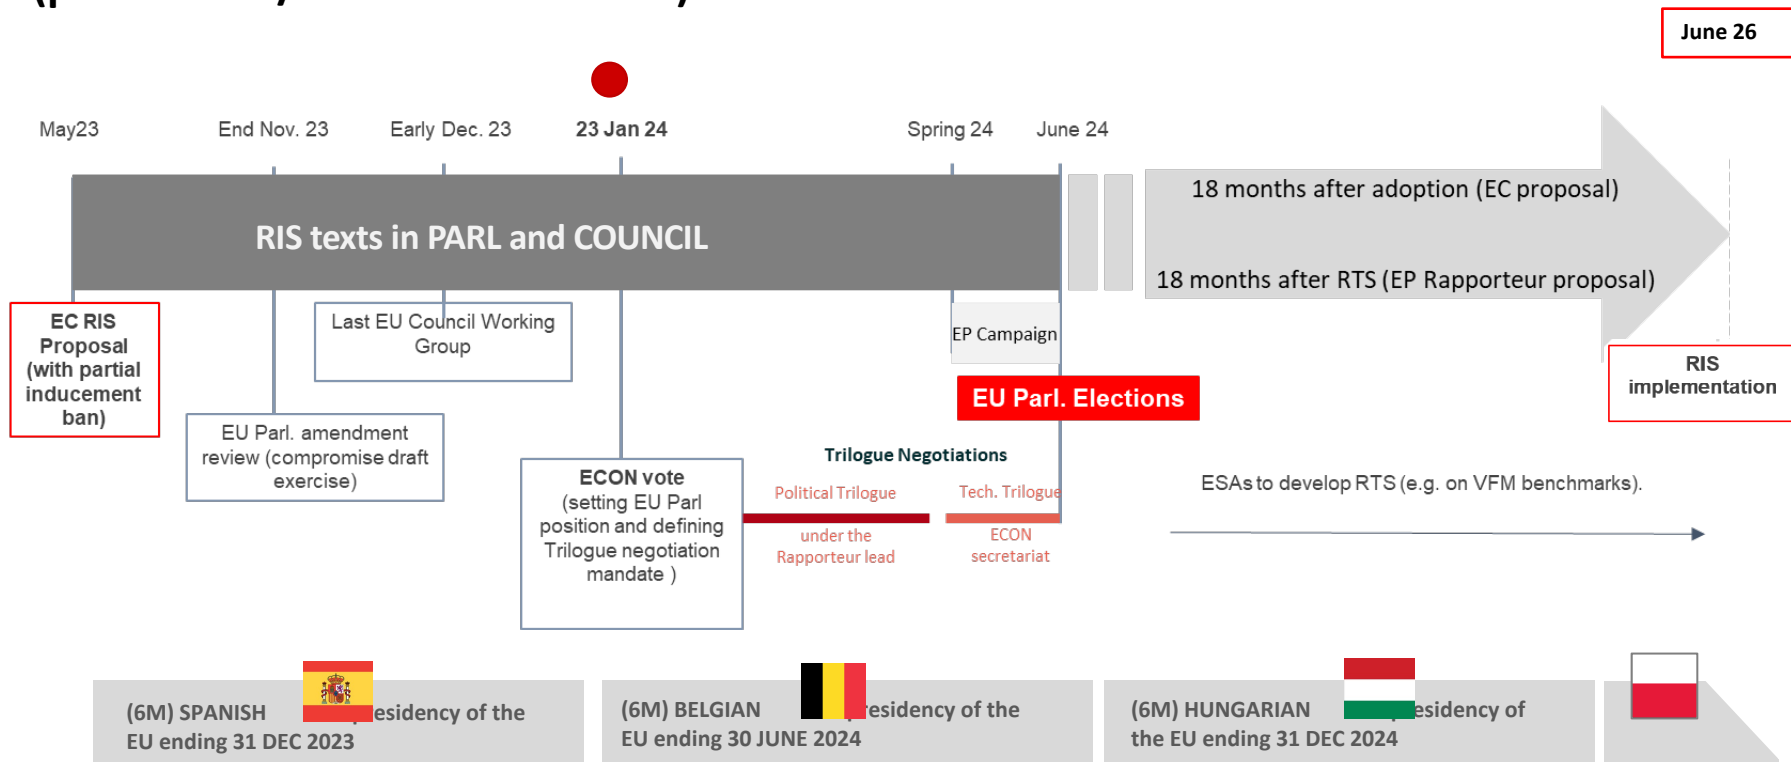 June 26
May23
End Nov. 23
Early Dec. 23
23 Jan 24
Spring 24
June 24
RIS texts in PARL and COUNCIL
18 months after adoption (EC proposal)
18 months after RTS (EP Rapporteur proposal)
EC RIS
Proposal
(with partial
inducement
ban)
Last EU Council Working
Group
EU Parl. amendment
review (compromise draft
exercise)
ECON vote
(setting EU Parl
position and defining
Trilogue negotiation
mandate )
EP Campaign
EU Parl. Elections
Trilogue Negotiations
Political Trilogue
under the
Rapporteur lead
Tech. Trilogue
ECON
secretariat
RIS
implementation
ESAs to develop RTS (e.g. on VFM benchmarks).
(6M) SPANISH esidency of the
EU ending 31 DEC 2023
(6M) BELGIAN residency of the
EU ending 30 JUNE 2024
(6M) HUNGARIAN esidency of
the EU ending 31 DEC 2024